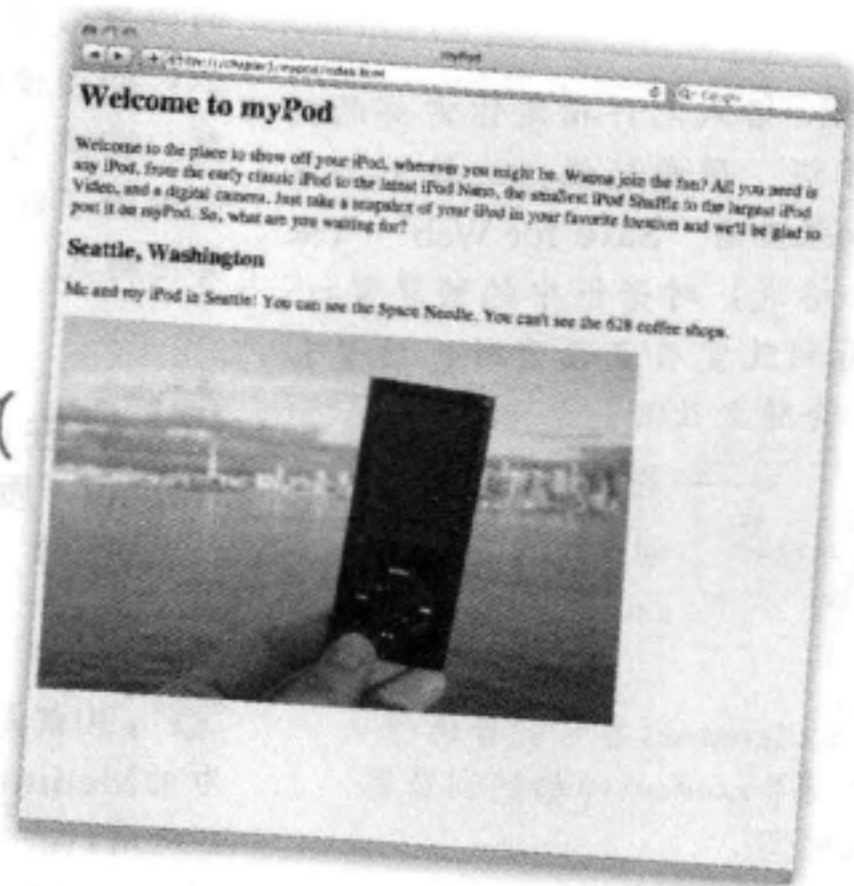 myPod
Welcome to myPod
Welcome to the place to show off your iPod, wherever you might be. Wanna join the fun? All you need is
any iPod, from the early classic iPod to the latest iPod Nano, the smallest iPod Shuffle to the largest iPod
Video, and a digital camera. Just take a snapshot of your iPod in your favorite location and we'll be glad to
post it on myPod. So, what are you waiting for?
Seattle, Washington
Me and my iPod in Seattle! You can see the Space Needle. You can't see the 628 coffee shops.